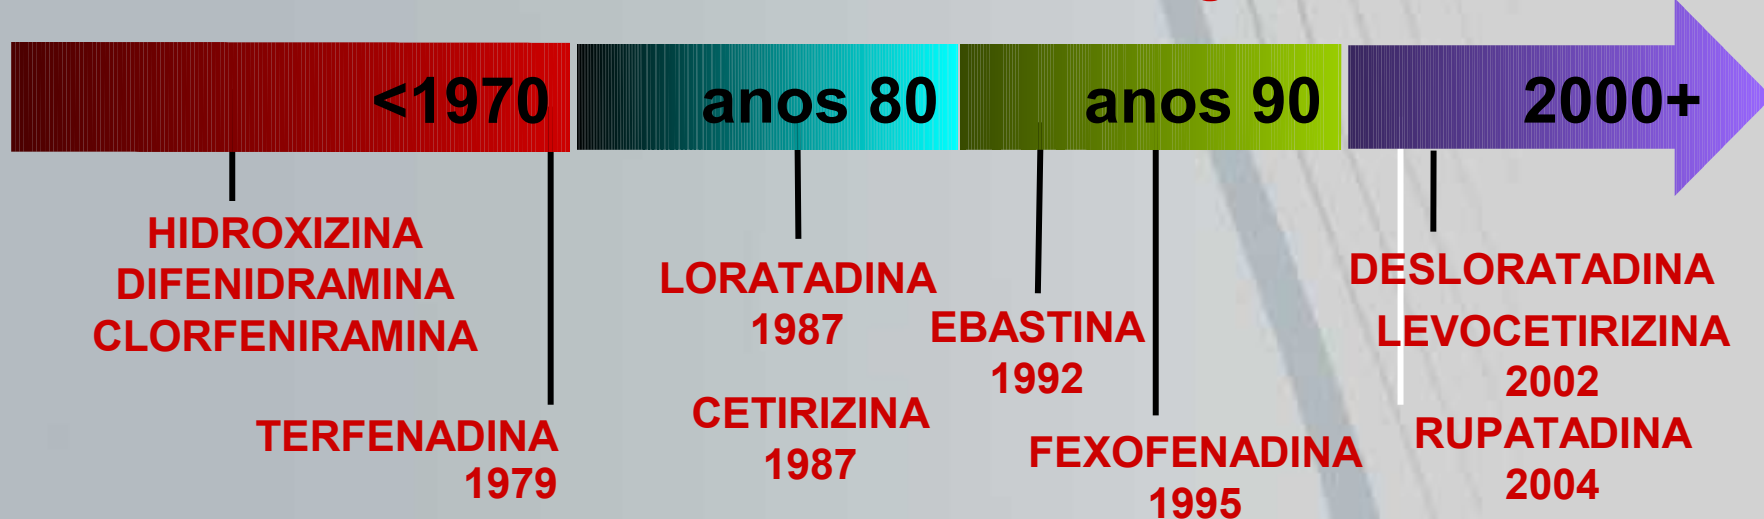 <1970
anos 80
anos 90
2000+
HIDROXIZINA
DIFENIDRAMINA
CLORFENIRAMINA
TERFENADINA
1979
LORATADINA
1987
CETIRIZINA
1987
EBASTINA
1992
FEXOFENADINA
1995
DESLORATADINA
LEVOCETIRIZINA
2002
RUPATADINA
2004